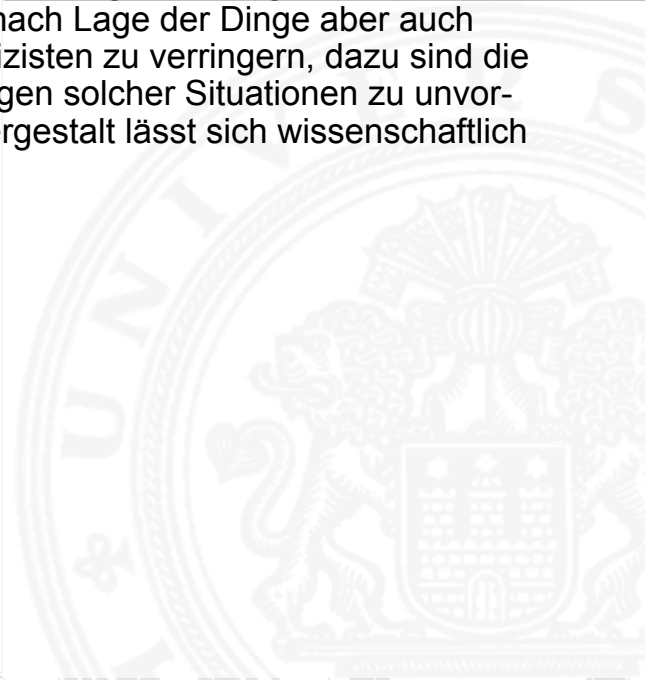 nach Lage der Dinge aber auch
izisten zu verringern, dazu sind die
gen solcher Situationen zu unvor-
rgestalt lässt sich wissenschaftlich
U N I V E R S